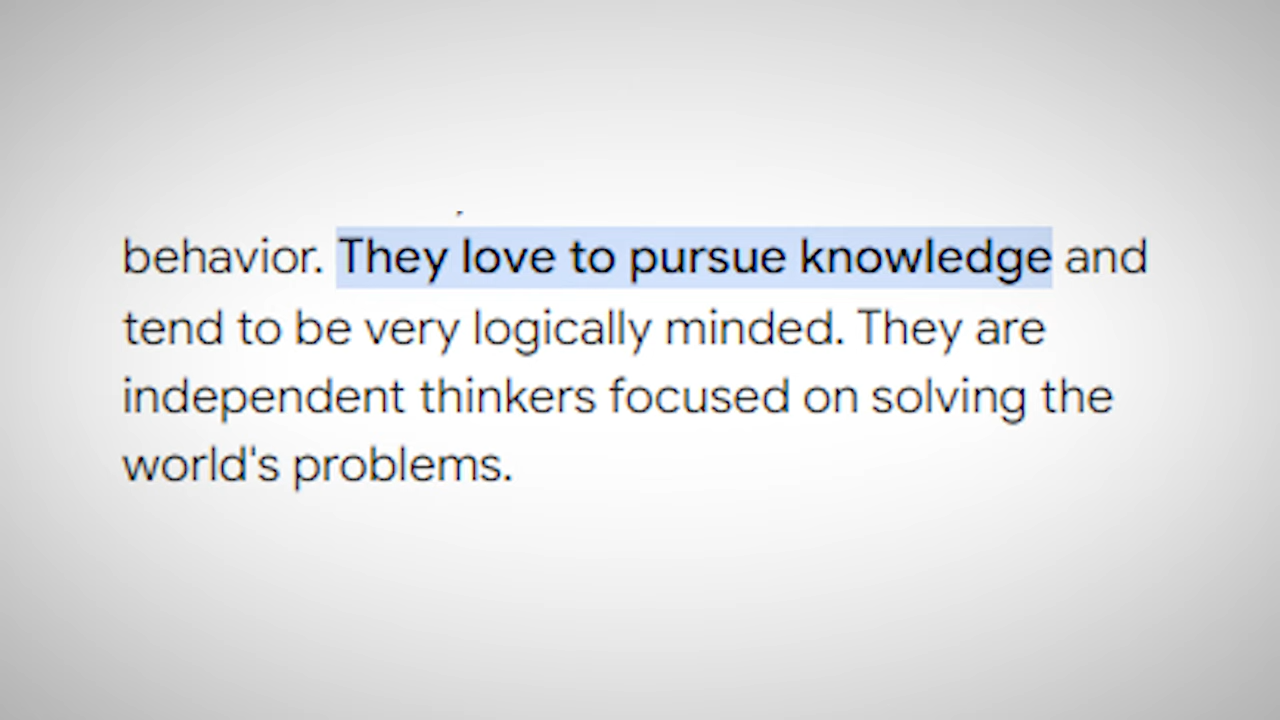 behavior. They love to pursue knowledge and
tend to be very logically minded. They are
independent thinkers focused on solving the
world's problems.